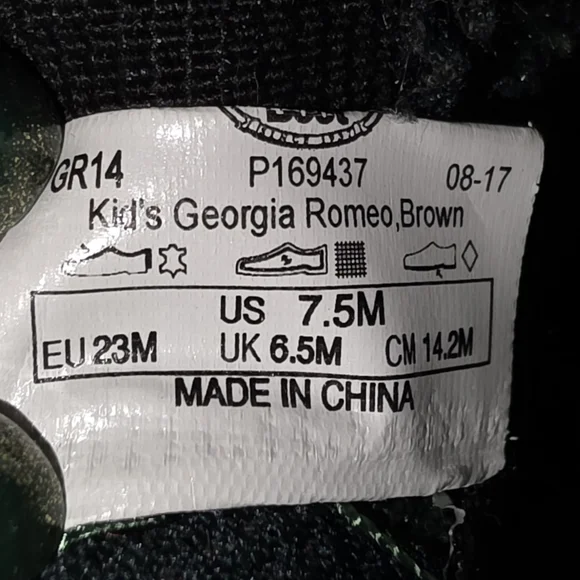 GR14 P169437 08-17
Kid's Georgia Romeo,Brown
US 7.5M
EU 23M UK 6.5M CM 14.2M
MADE IN CHINA